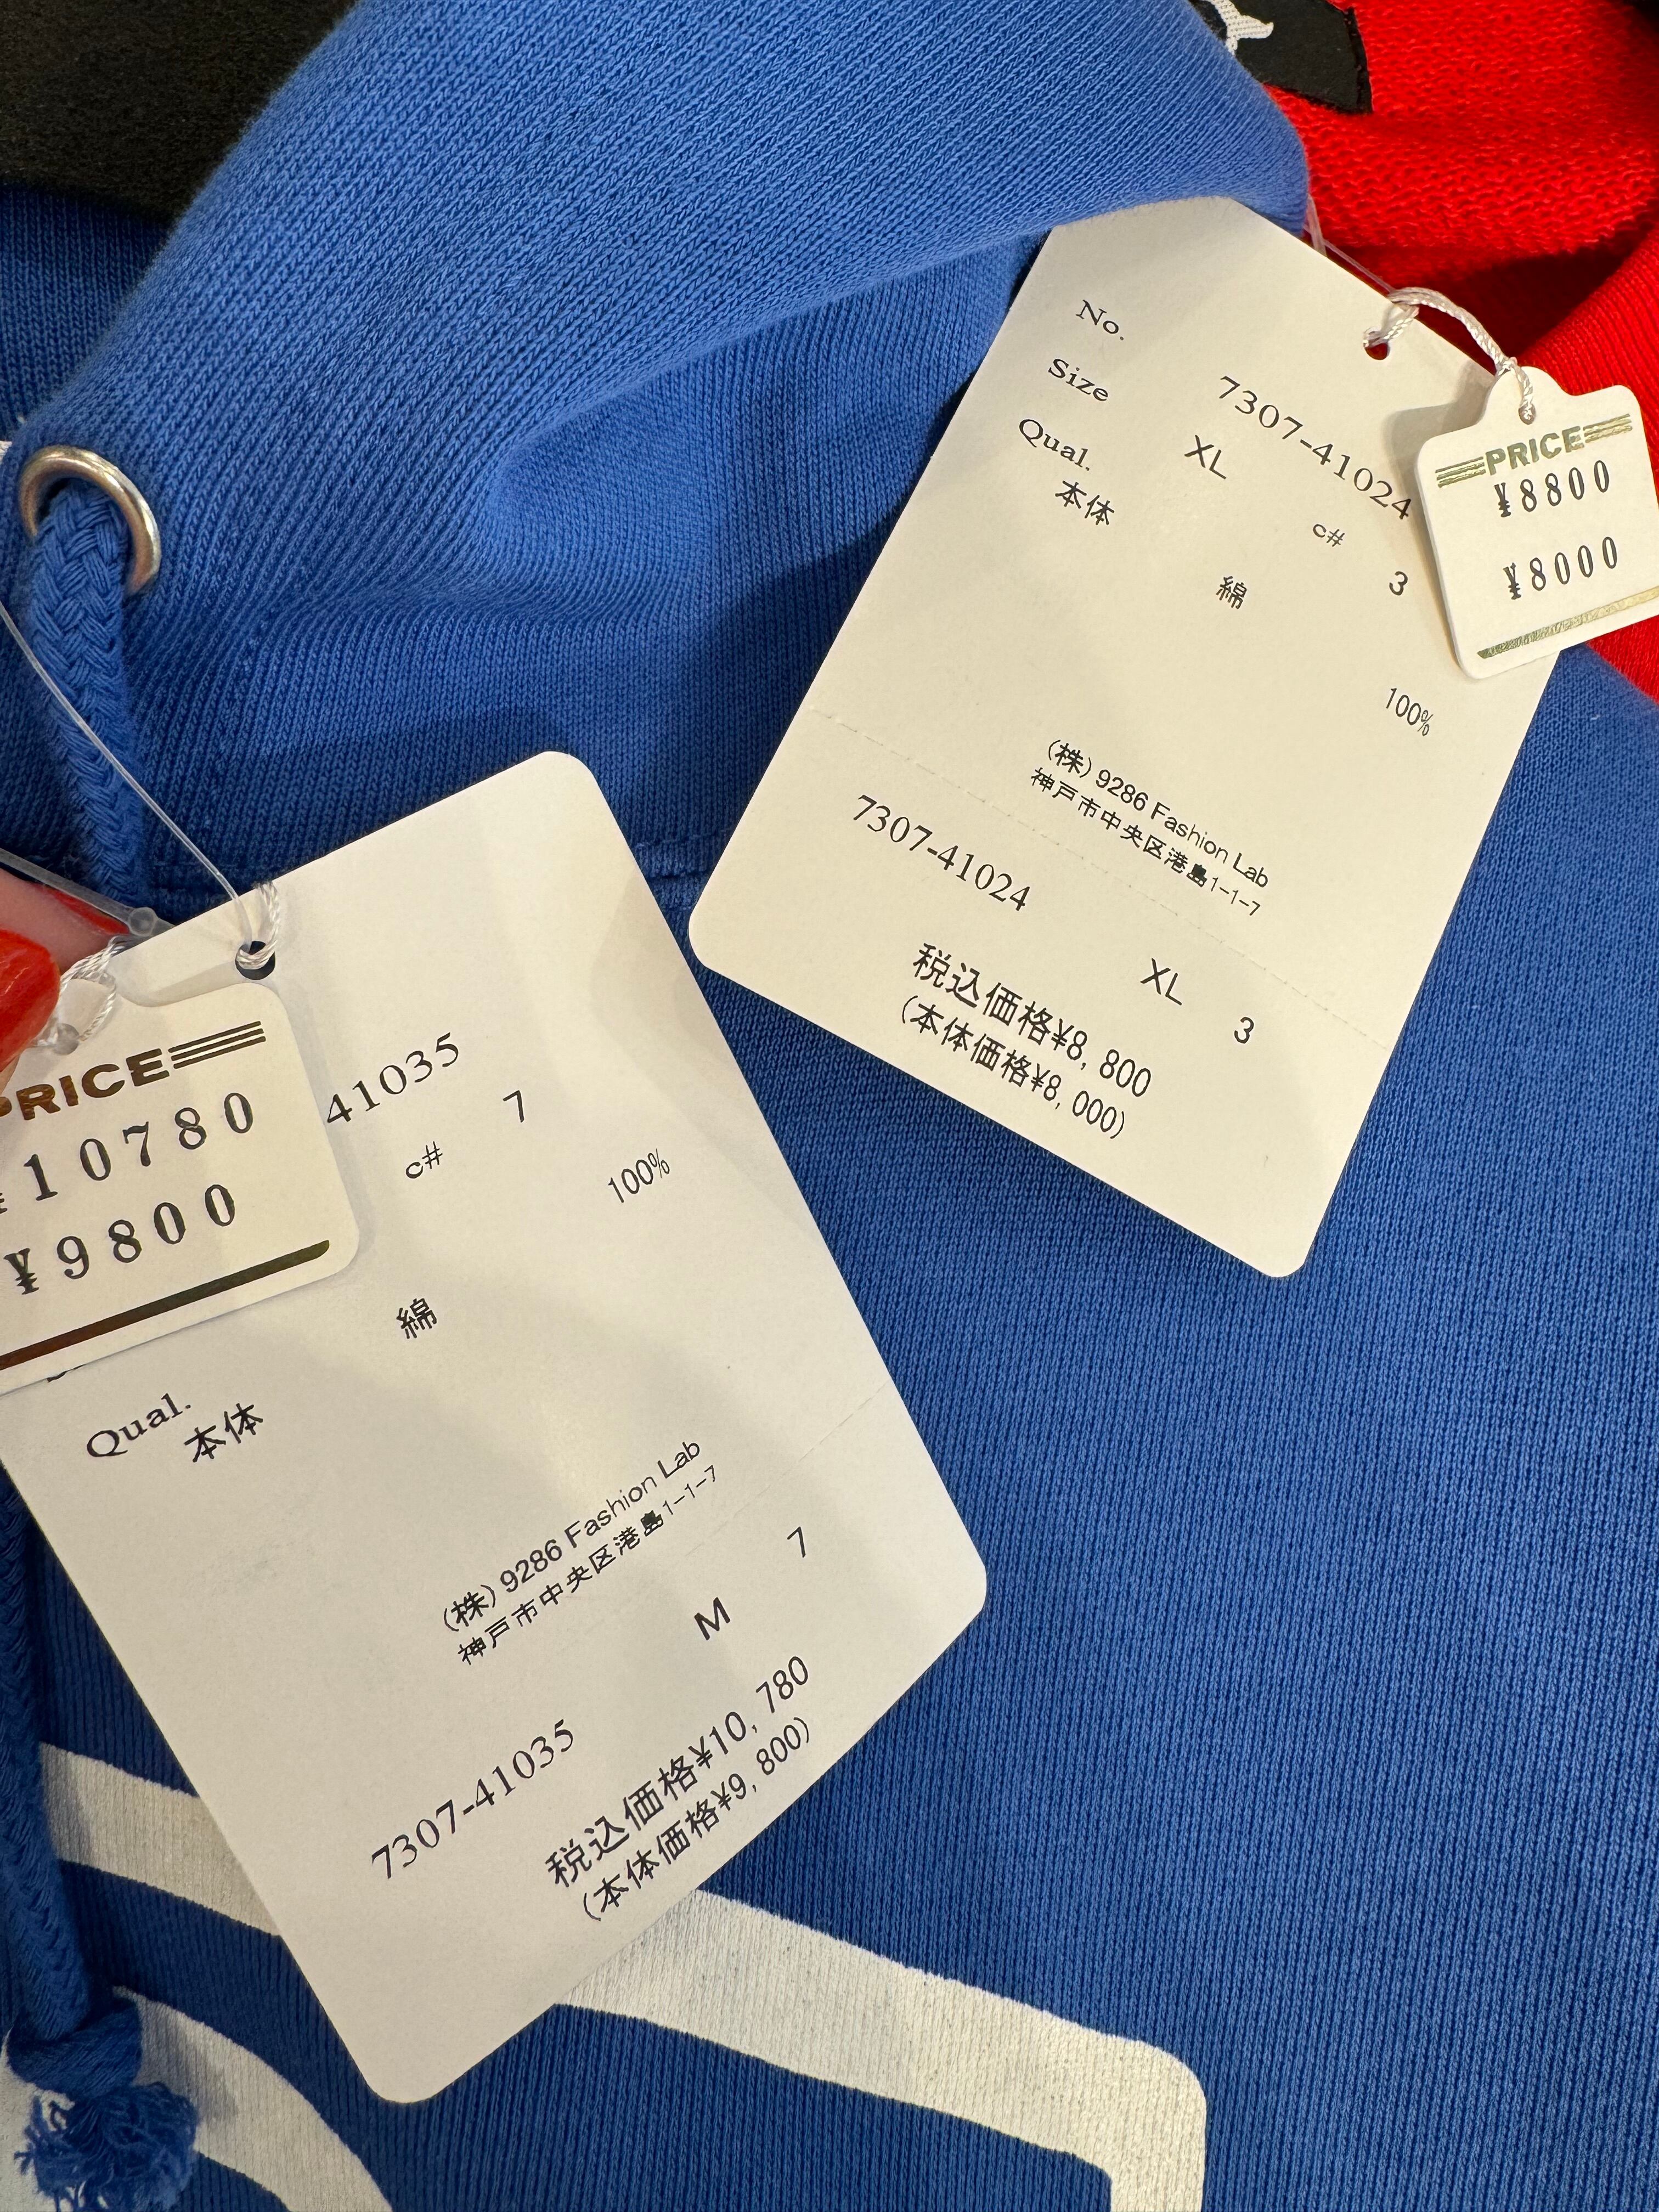 No.
7307-41024
Size
XL
c#
3
Qual.
本体
綿
100%
(株) 9286 Fashion Lab
神戸市中央区港島1-1-7
7307-41024
XL
3
税込価格¥8,800
(本体価格¥8,000)
PRICE
¥8800
¥8000
PRICE
¥10780
¥9800
41035
c#
7
100%
綿
Qual.
本体
(株) 9286 Fashion Lab
神戸市中央区港島1-1-7
7307-41035
M
7
税込価格¥10,780
(本体価格¥9,800)